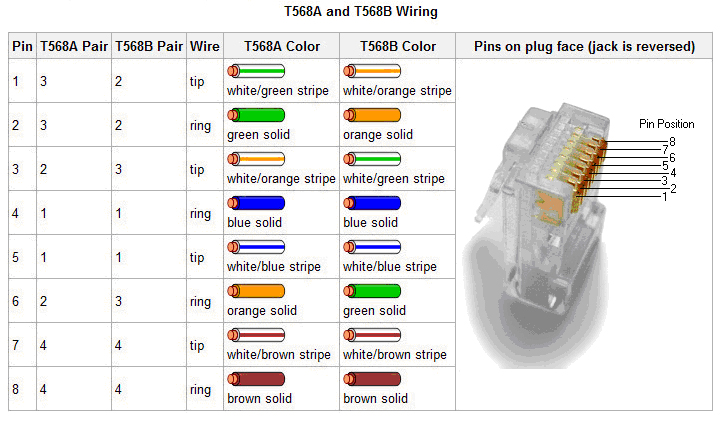 T568A and T568B Wiring
Pin T568A Pair T568B Pair Wire T568A Color T568B Color Pins on plug face (jack is reversed)
1 3 2 tip white/green stripe white/orange stripe
2 3 2 ring green solid orange solid
3 2 3 tip white/orange stripe white/green stripe
4 1 1 ring blue solid blue solid
5 1 1 tip white/blue stripe white/blue stripe
6 2 3 ring orange solid green solid
7 4 4 tip white/brown stripe white/brown stripe
8 4 4 ring brown solid brown solid
Pin Position
8
7
6
5
4
3
2
1